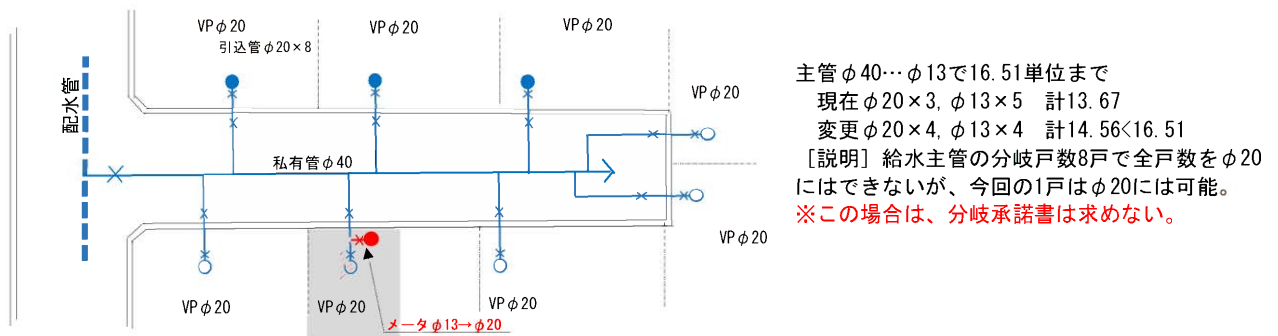 VPφ20
VPφ20
VPφ20
引込管φ20×8
VPφ20
配水管
私有管φ40
VPφ20
VPφ20
VPφ20
VPφ20
メータφ13→φ20
主管φ40…φ13で16.51単位まで
現在φ20×3,φ13×5 計13.67
変更φ20×4,φ13×4 計14.56<16.51
[説明] 給水主管の分岐戸数8戸で全戸数をφ20
にはできないが、今回の1戸はφ20には可能。
※この場合は、分岐承諾書は求めない。